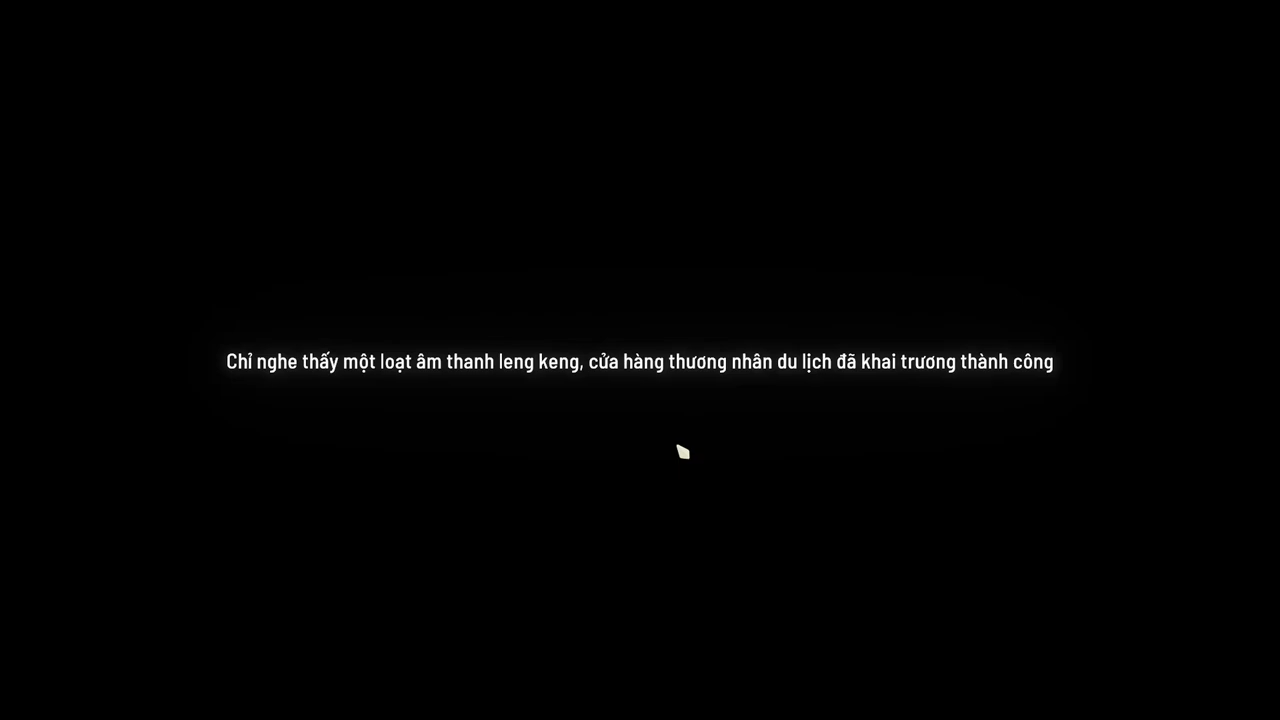 Chỉ nghe thấy một loạt âm thanh leng keng, cửa hàng thương nhân du lịch đã khai trương thành công